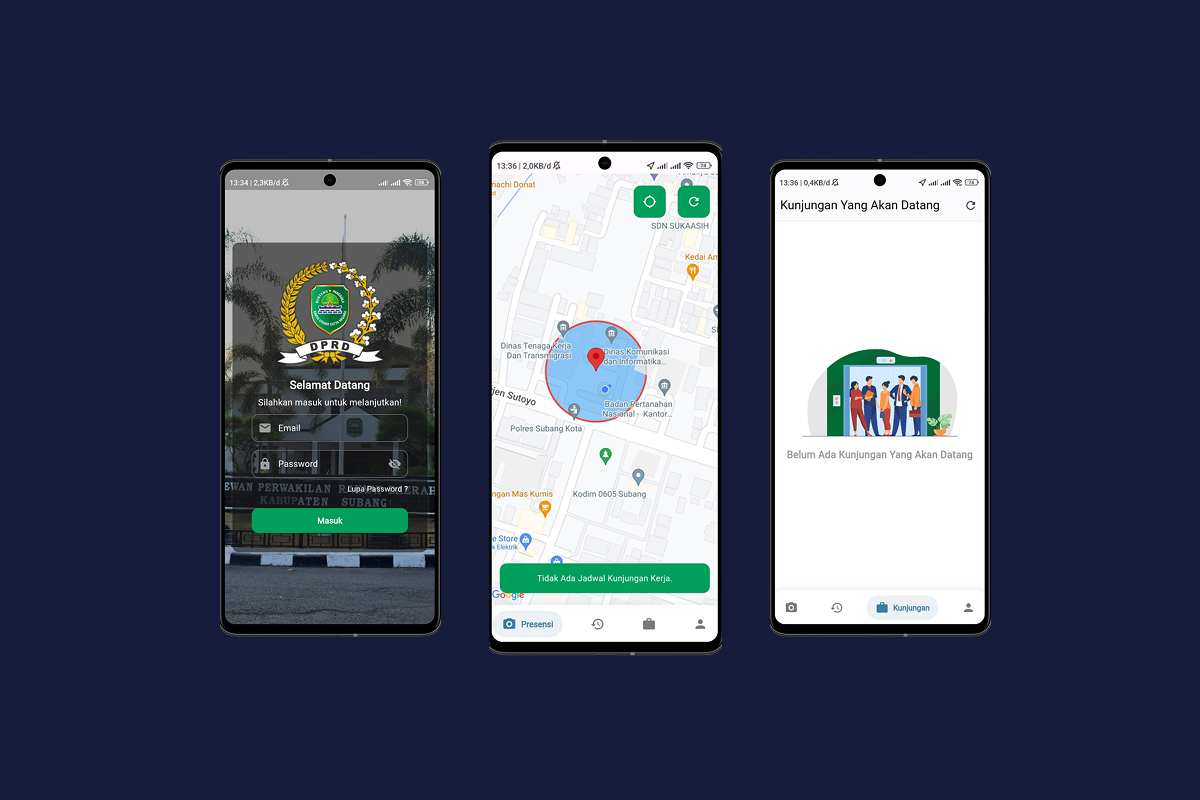 13:34 | 2,3KB/d
DPRD
Selamat Datang
Silahkan masuk untuk melanjutkan!
Email
Password
Lupa Password ?
EWAN PERWAKILAN R
AERAH
KABUPATEN SUBANG
Masuk
13:36 | 2,0KB/d
74
nachi Donat
SDN SUKAASIH
Kedai Am
Dinas Tenaga Kerja
Dan Transmigrasi
Dinas Komunikasi
dan Informatika...
rjen Sutoyo
Badan Pertanahan
Nasional - Kantor...
Polres Subang Kota
ngan Mas Kumis
Kodim 0605 Subang
e Store
k Elektrik
Tidak Ada Jadwal Kunjungan Kerja.
Google
Presensi
13:36 | 0,4KB/d
74
Kunjungan Yang Akan Datang
Belum Ada Kunjungan Yang Akan Datang
Kunjungan